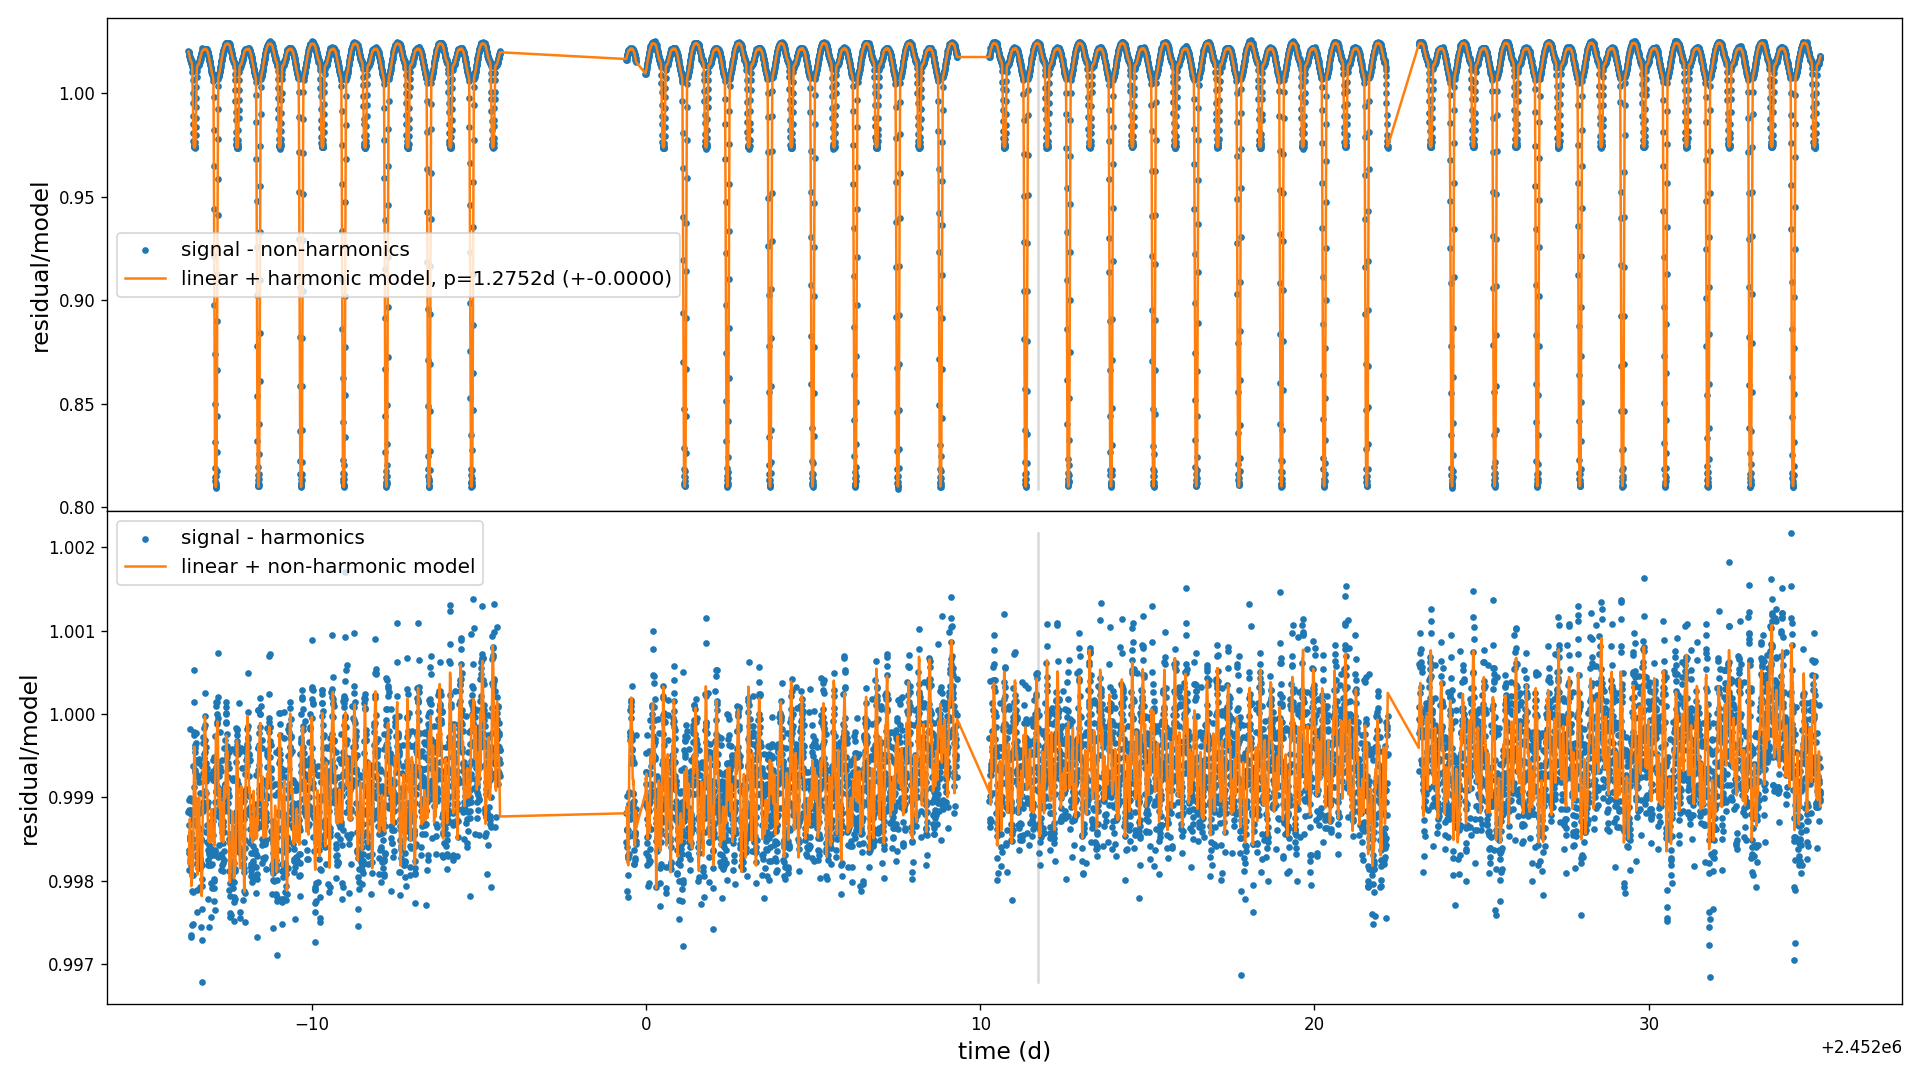 residual/model
1.00
0.95
0.90
0.85
0.80
signal - non-harmonics
linear + harmonic model, p=1.2752d (+-0.0000)
residual/model
1.002
1.001
1.000
0.999
0.998
0.997
signal - harmonics
linear + non-harmonic model
−10
0
10
20
30
time (d)
+2.452e6